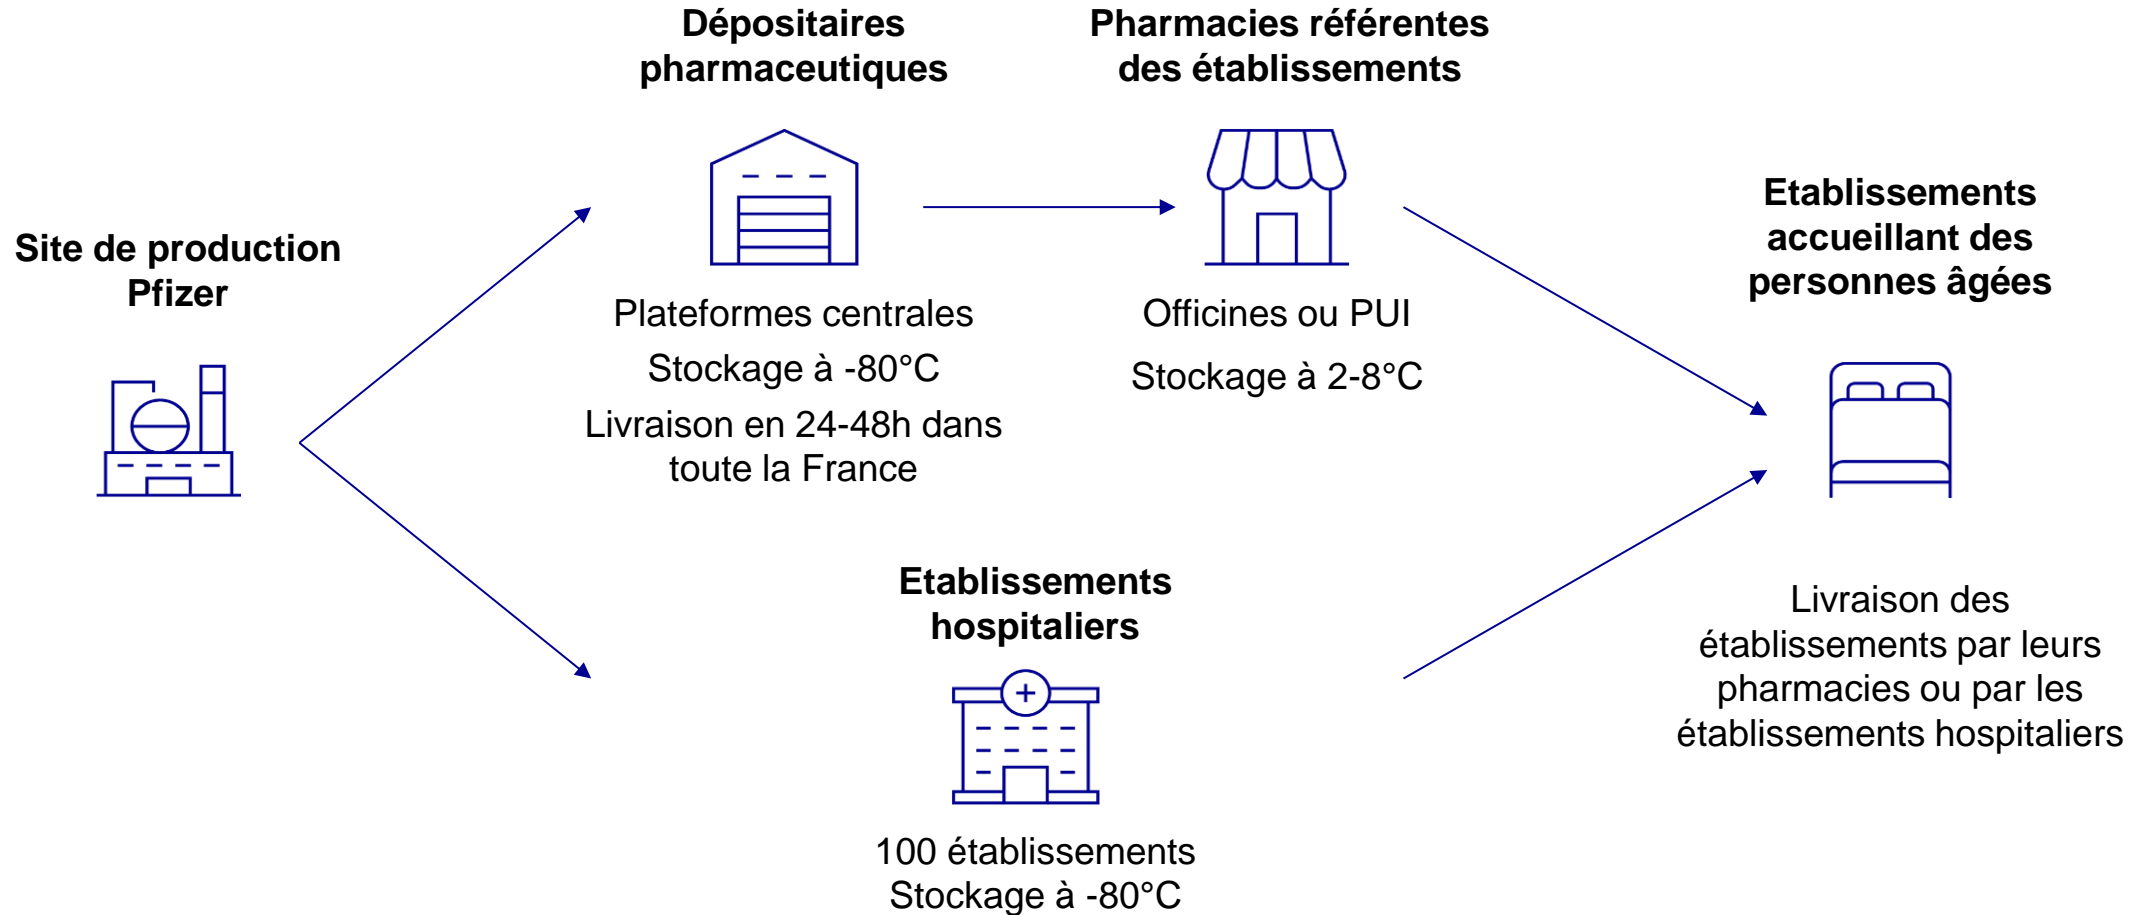 Site de production
Pfizer
Dépositaires
pharmaceutiques
Plateformes centrales
Stockage à -80°C
Livraison en 24-48h dans
toute la France
Pharmacies référentes
des établissements
Officines ou PUI
Stockage à 2-8°C
Etablissements
hospitaliers
100 établissements
Stockage à -80°C
Etablissements
accueillant des
personnes âgées
Livraison des
établissements par leurs
pharmacies ou par les
établissements hospitaliers